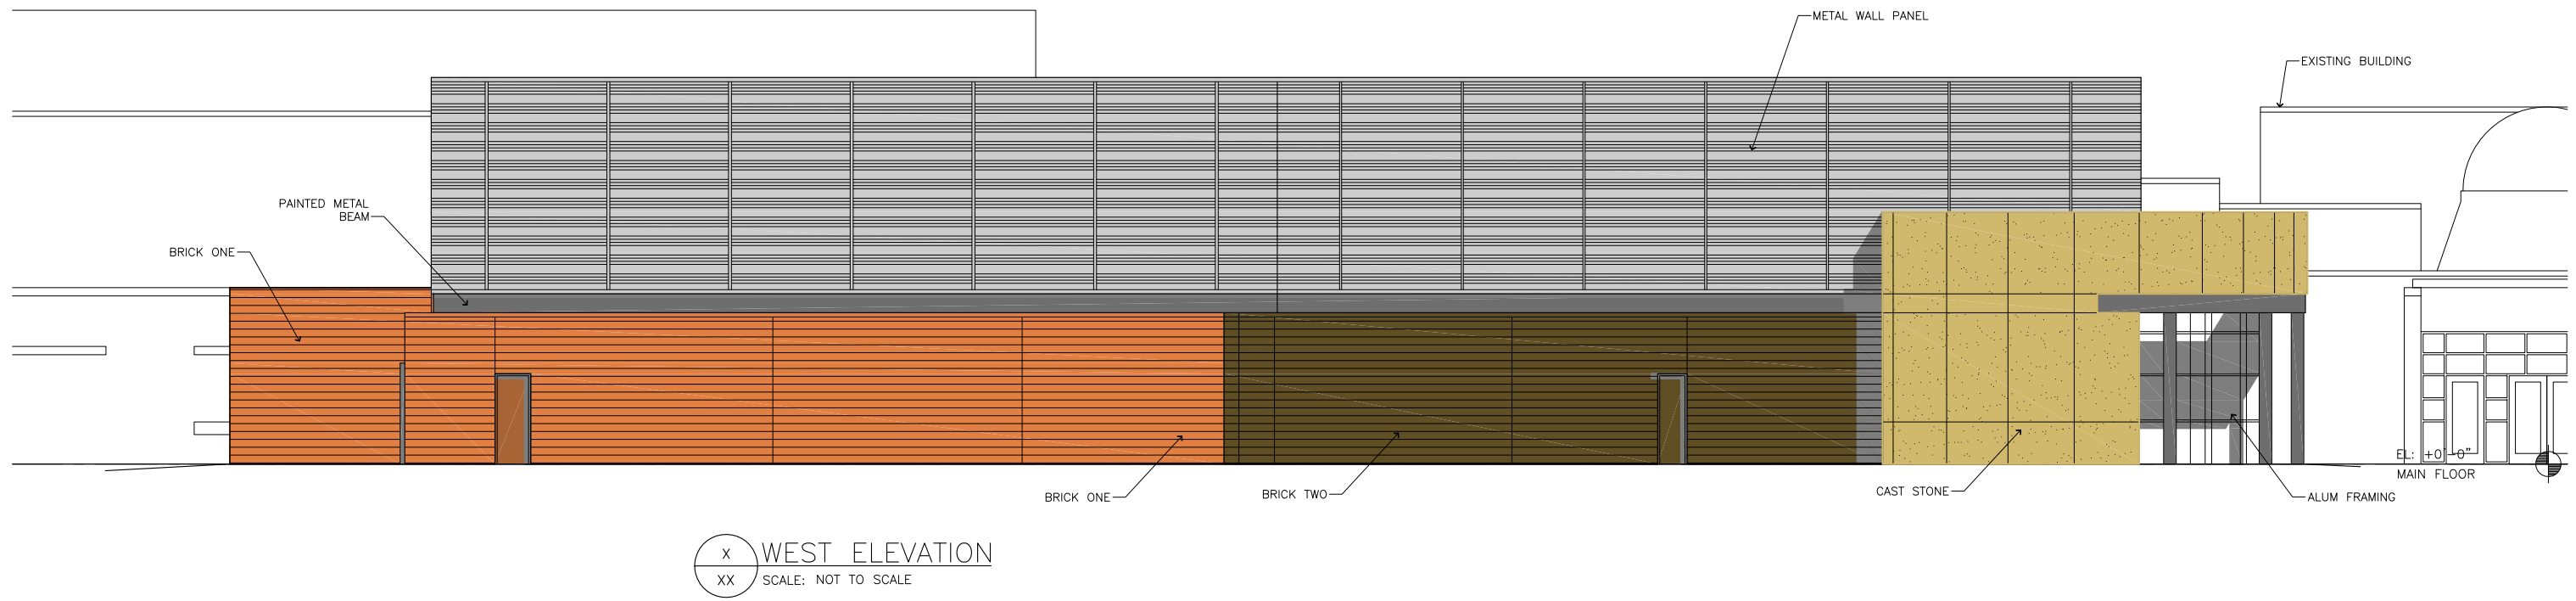 METAL WALL PANEL
EXISTING BUILDING
PAINTED METAL
BEAM
BRICK ONE
EL: +0'-0"
MAIN FLOOR
BRICK ONE
BRICK TWO
CAST STONE
ALUM FRAMING
X
WEST ELEVATION
XX
SCALE: NOT TO SCALE